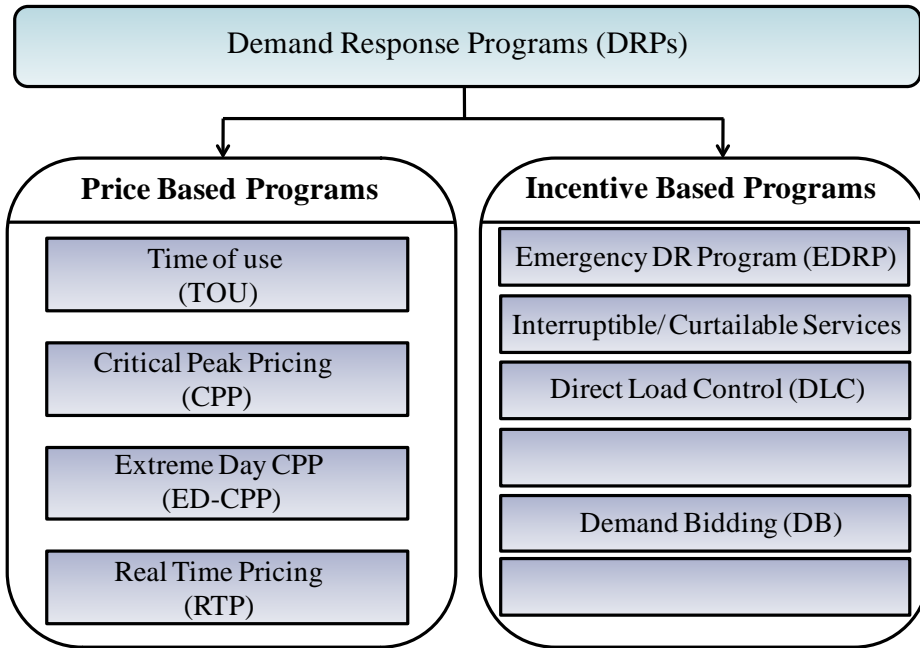 Demand Response Programs (DRPs)
Price Based Programs
Time of use
(TOU)
Critical Peak Pricing
(CPP)
Extreme Day CPP
(ED-CPP)
Real Time Pricing
(RTP)
Incentive Based Programs
Emergency DR Program (EDRP)
Interruptible/ Curtailable Services
Direct Load Control (DLC)
Demand Bidding (DB)